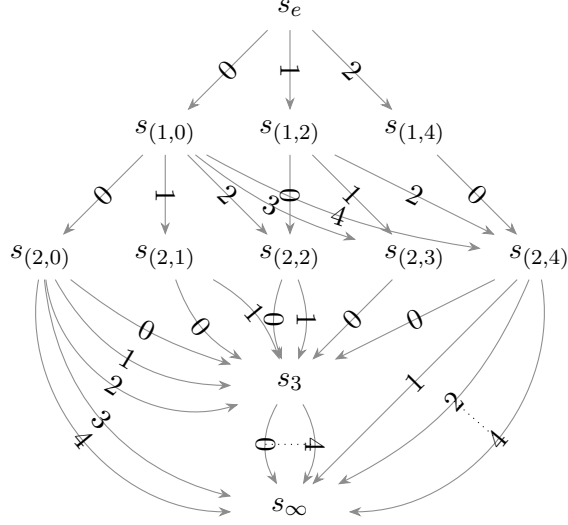 s_e
0 1 2
s_(1,0) s_(1,2) s_(1,4)
0 1 2 3 0 4 1 2 0
s_(2,0) s_(2,1) s_(2,2) s_(2,3) s_(2,4)
0 0 1 0 1 0 0
1
2 s_3 1
3 2
4 0 4 4
s_∞